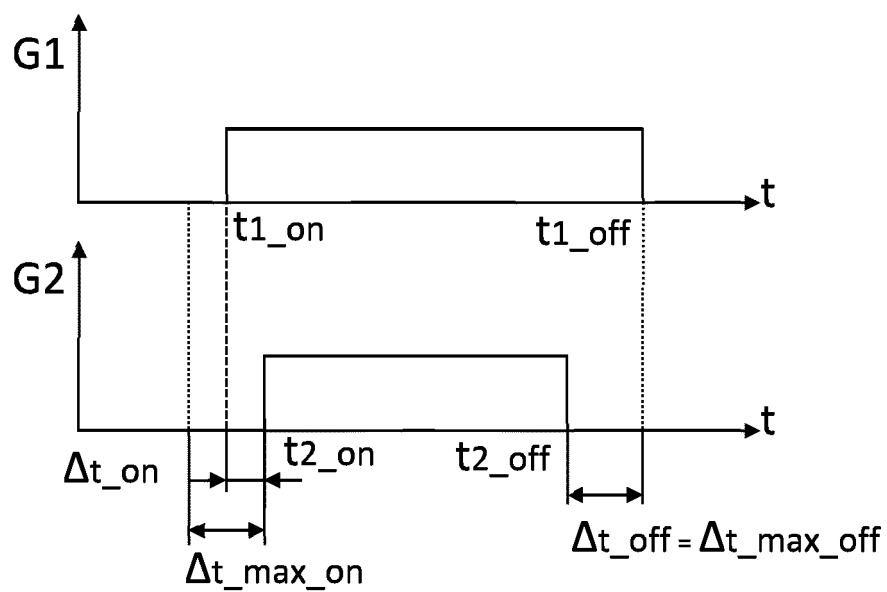 G1
t
t1_on
t1_off
G2
t
t2_on
t2_off
Δt_on
Δt_off = Δt_max_off
Δt_max_on